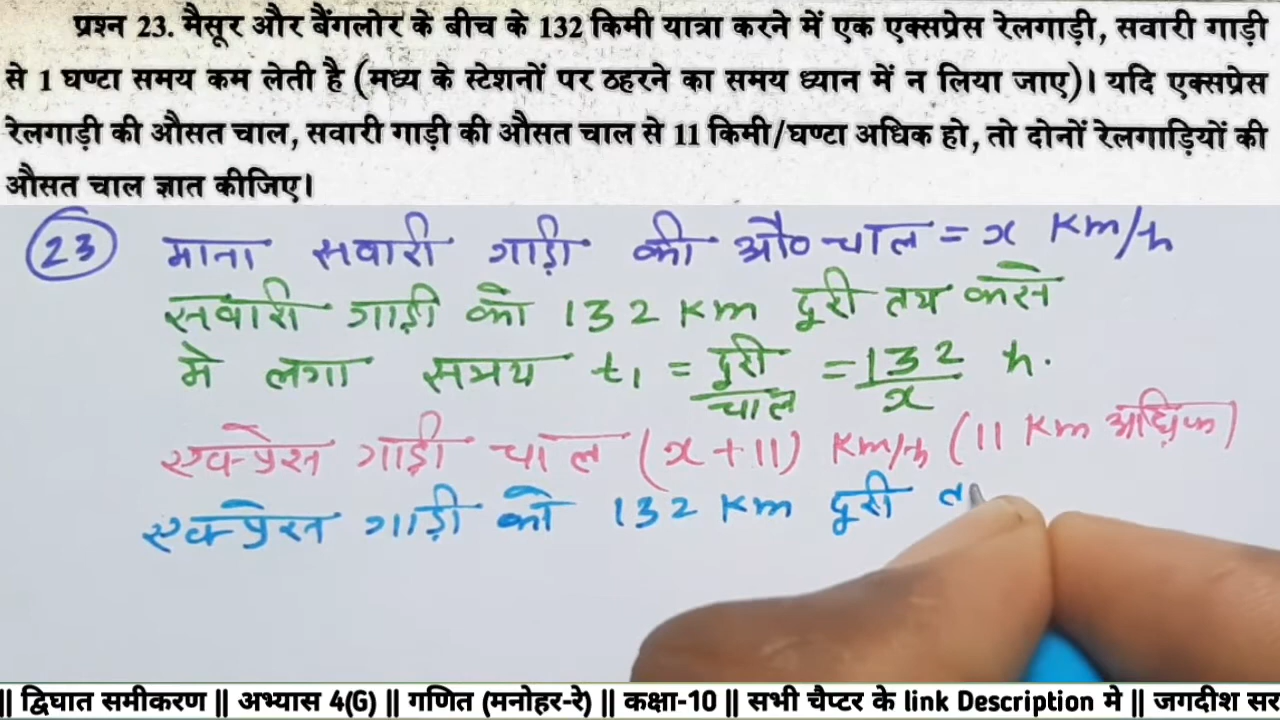 प्रश्न 23. मैसूर और बैंगलोर के बीच के 132 किमी यात्रा करने में एक एक्सप्रेस रेलगाड़ी, सवारी गाड़ी
से 1 घण्टा समय कम लेती है (मध्य के स्टेशनों पर ठहरने का समय ध्यान में न लिया जाए)। यदि एक्सप्रेस
रेलगाड़ी की औसत चाल, सवारी गाड़ी की औसत चाल से 11 किमी/घण्टा अधिक हो, तो दोनों रेलगाड़ियों की
औसत चाल ज्ञात कीजिए।
23 माना सवारी गाड़ी की औ० चाल = x Km/h
सवारी गाड़ी को 132 Km दूरी तय करने
मे लगा समय t₁ = दूरी/चाल = 132/x h.
एक्प्रेस गाड़ी चाल (x+11) Km/h (11 Km अधिक)
एक्प्रेस गाड़ी को 132 Km दूरी त
|| द्विघात समीकरण || अभ्यास 4(G) || गणित (मनोहर-रे) || कक्षा-10 || सभी चैप्टर के link Description मे || जगदीश सर